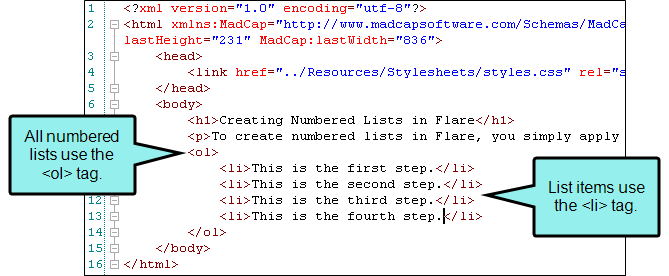 1 <?xml version="1.0" encoding="utf-8"?>
2 <html xmlns:MadCap="http://www.madcapsoftware.com/Schemas/MadCa
lastHeight="231" MadCap:lastWidth="836">
3 <head>
4 <link href="../Resources/Stylesheets/styles.css" rel="s
5 </head>
6 <body>
<h1>Creating Numbered Lists in Flare</h1>
<p>To create numbered lists in Flare, you simply apply
<ol>
<li>This is the first step.</li>
<li>This is the second step.</li>
12 <li>This is the third step.</li>
13 <li>This is the fourth step.</li>
14 </ol>
15 </body>
16 </html>
All numbered
lists use the
<ol> tag.
List items use
the <li> tag.